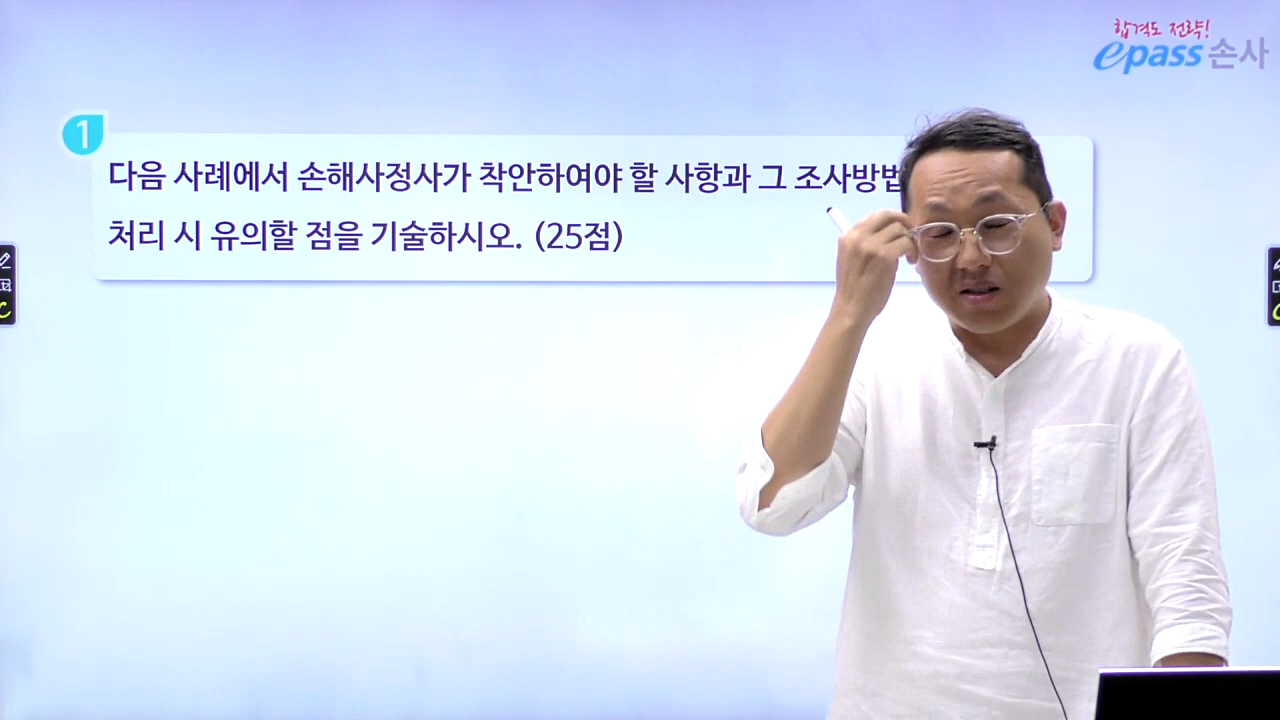 합격도 전략!
epass 손사
1
다음 사례에서 손해사정사가 착안하여야 할 사항과 그 조사방법
처리 시 유의할 점을 기술하시오. (25점)